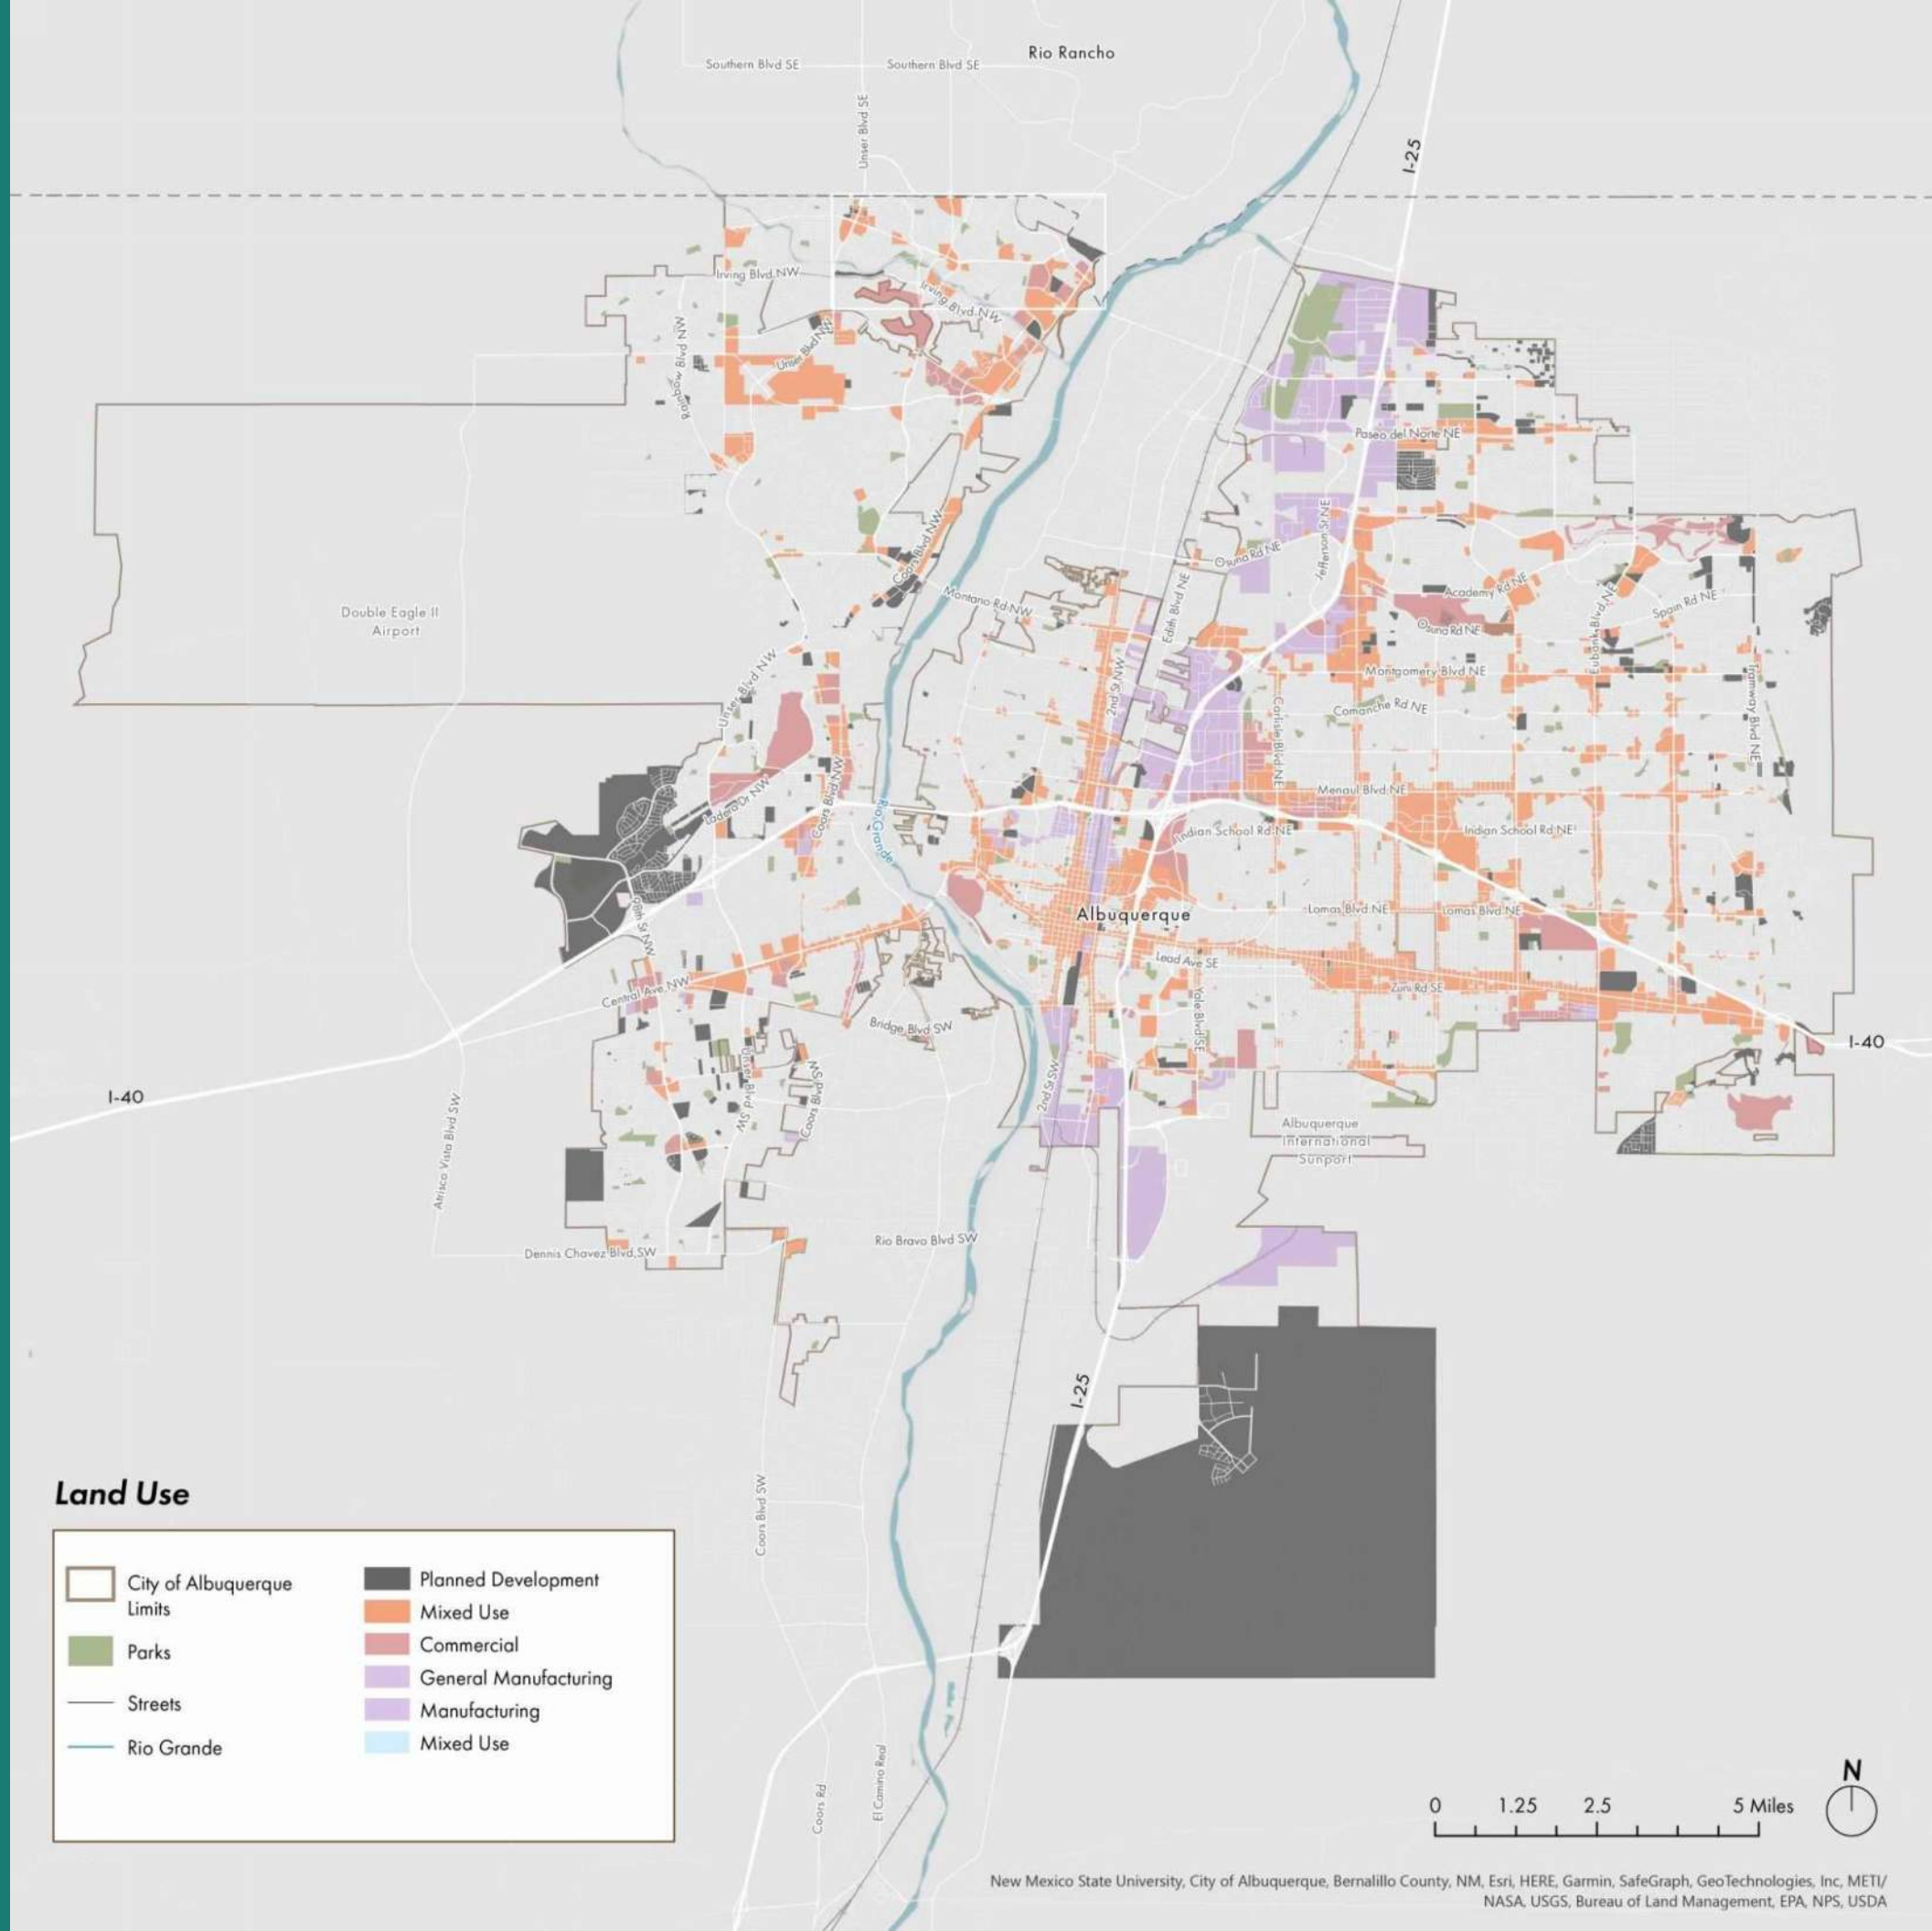 Rio Rancho
Southern Blvd SE
Southern Blvd SE
Unser Blvd SE
I-25
Irving Blvd NW
Irving Blvd NW
Rainbow Blvd NW
Unser Blvd NW
Paseo del Norte NE
Jefferson St NE
Coors Blvd NW
Osuna Rd NE
Montano Rd NW
Edith Blvd NE
Academy Rd NE
Eubank Blvd NE
Spain Rd NE
Double Eagle II
Airport
Osuna Rd NE
Unser Blvd NW
2nd St NW
Montgomery Blvd NE
Tramway Blvd NE
Carlisle Blvd NE
Comanche Rd NE
Ladera Dr NW
Coors Blvd NW
Rio Grande
Menaul Blvd NE
Indian School Rd NE
Indian School Rd NE
98th St NW
Albuquerque
Lomas Blvd NE
Lomas Blvd NE
Lead Ave SE
Central Ave NW
Zuni Rd SE
Yale Blvd SE
Bridge Blvd SW
I-40
I-40
Unser Blvd SW
Coors Blvd SW
2nd St SW
Atrisco Vista Blvd SW
Albuquerque
International
Sunport
Rio Bravo Blvd SW
Dennis Chavez Blvd SW
I-25
Coors Blvd SW
Land Use
City of Albuquerque
Limits
Parks
Streets
Rio Grande
Planned Development
Mixed Use
Commercial
General Manufacturing
Manufacturing
Mixed Use
Coors Rd
El Camino Real
N
0 1.25 2.5 5 Miles
New Mexico State University, City of Albuquerque, Bernalillo County, NM, Esri, HERE, Garmin, SafeGraph, GeoTechnologies, Inc, METI/
NASA, USGS, Bureau of Land Management, EPA, NPS, USDA